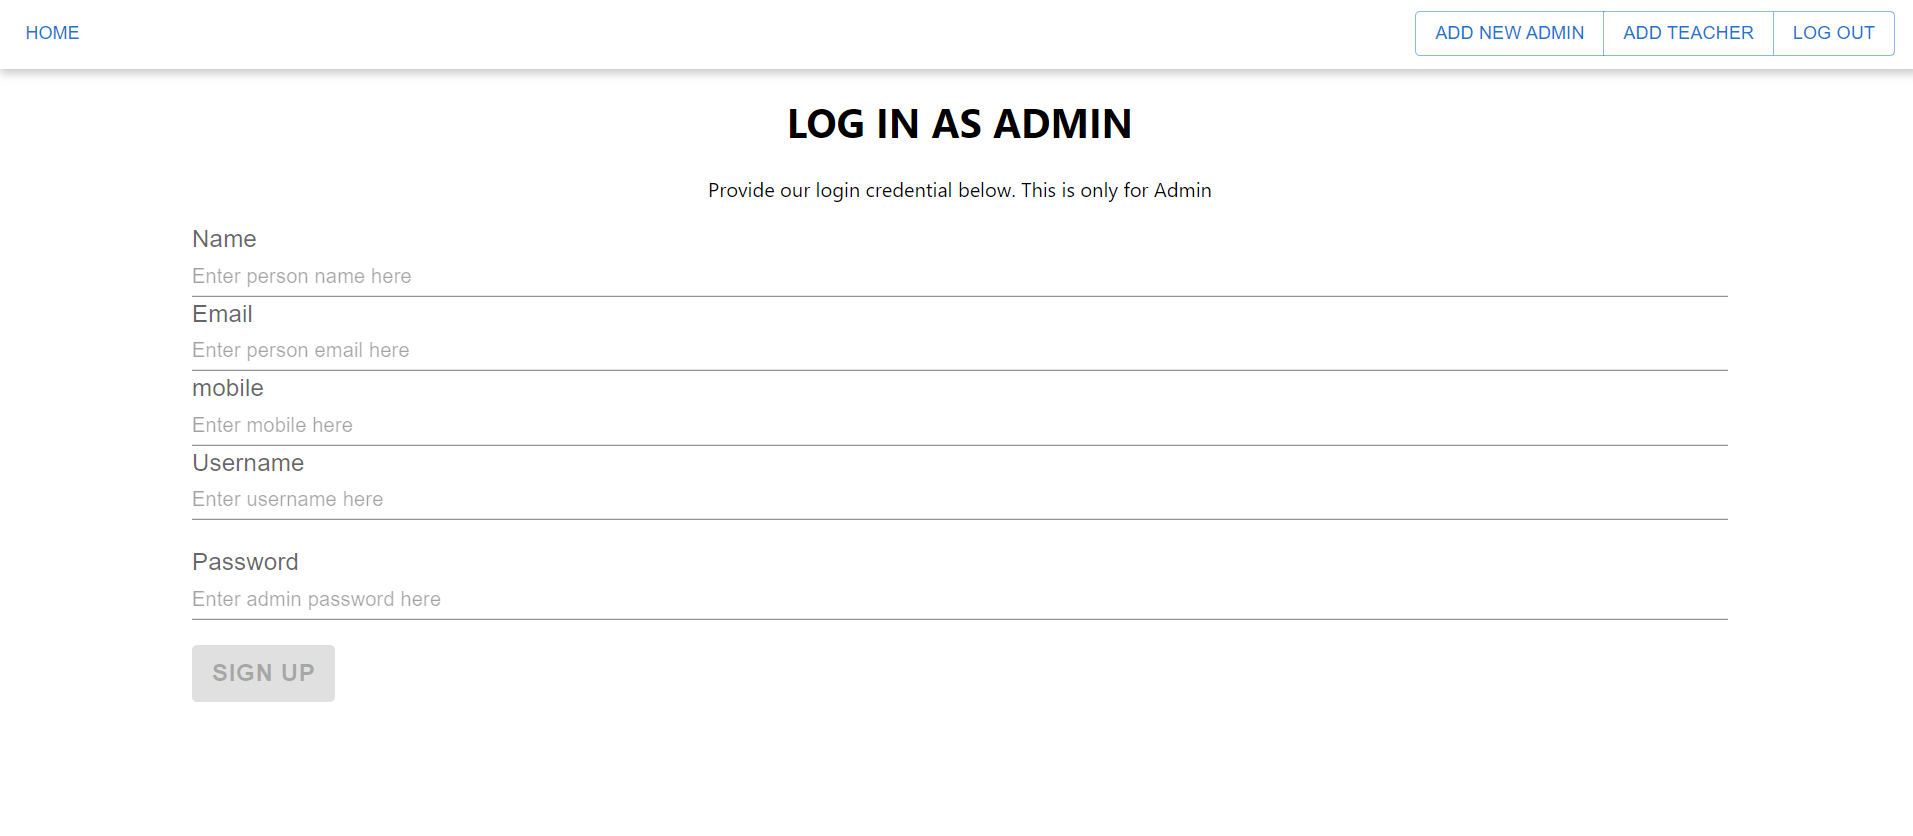 HOME ADD NEW ADMIN ADD TEACHER LOG OUT
LOG IN AS ADMIN
Provide our login credential below. This is only for Admin
Name
Enter person name here
Email
Enter person email here
mobile
Enter mobile here
Username
Enter username here
Password
Enter admin password here
SIGN UP